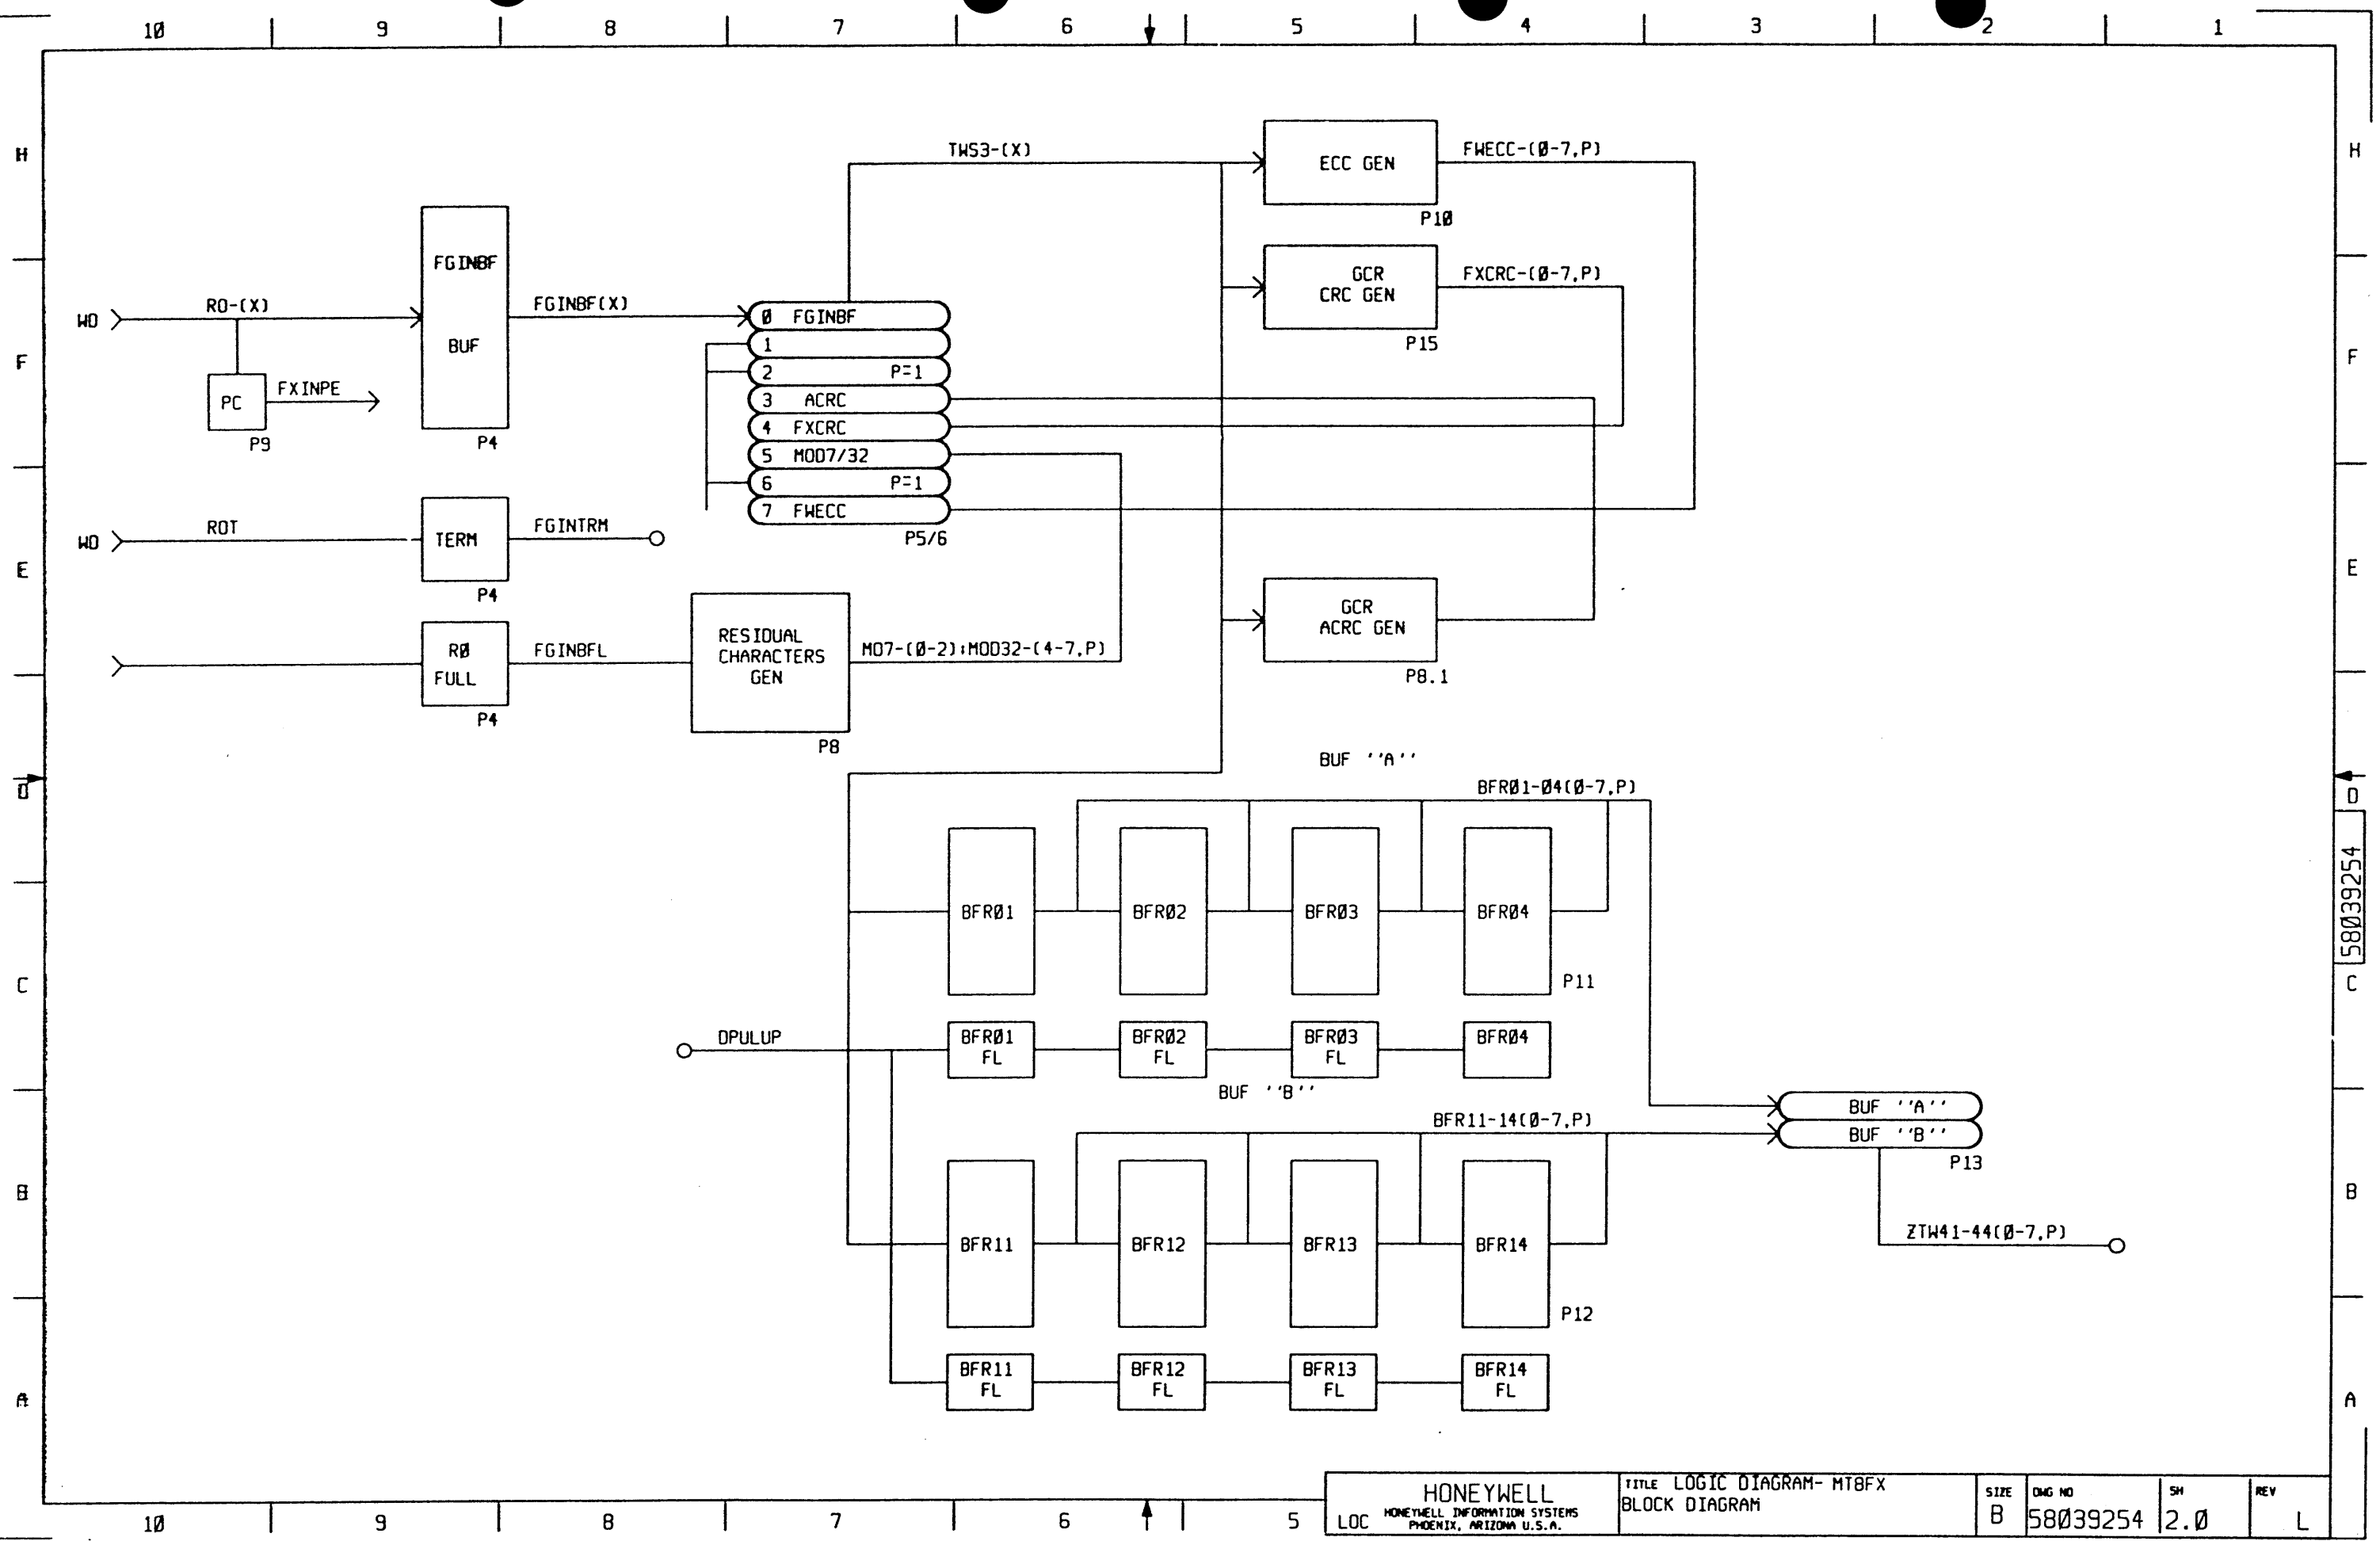 10 9 8 7 6 5 4 3 2 1
H H
TWS3-(X)
ECC GEN
FWECC-(Ø-7,P)
P1Ø
FGINBF
BUF
P4
GCR
CRC GEN
FXCRC-(Ø-7,P)
P15
WD
RO-(X)
FGINBF(X)
PC
FXINPE
P9
F F
Ø FGINBF
1
2 P=1
3 ACRC
4 FXCRC
5 MOD7/32
6 P=1
7 FWECC
P5/6
WD
ROT
TERM
FGINTRM
P4
E E
RØ
FULL
FGINBFL
P4
RESIDUAL
CHARACTERS
GEN
P8
MO7-(Ø-2);MOD32-(4-7,P)
GCR
ACRC GEN
P8.1
BUF ''A''
D D
BFRØ1-Ø4(Ø-7,P)
BFRØ1 BFRØ2 BFRØ3 BFRØ4
P11
58Ø39254
C C
DPULUP
BFRØ1
FL
BFRØ2
FL
BFRØ3
FL
BFRØ4
BUF ''B''
BFR11-14(Ø-7,P)
BUF ''A''
BUF ''B''
P13
B B
BFR11 BFR12 BFR13 BFR14
P12
ZTW41-44(Ø-7,P)
BFR11
FL
BFR12
FL
BFR13
FL
BFR14
FL
A A
1Ø 9 8 7 6 5
LOC
HONEYWELL
HONEYWELL INFORMATION SYSTEMS
PHOENIX, ARIZONA U.S.A.
TITLE LOGIC DIAGRAM- MT8FX
BLOCK DIAGRAM
SIZE
B
DWG NO
58Ø39254
SH
2.Ø
REV
L